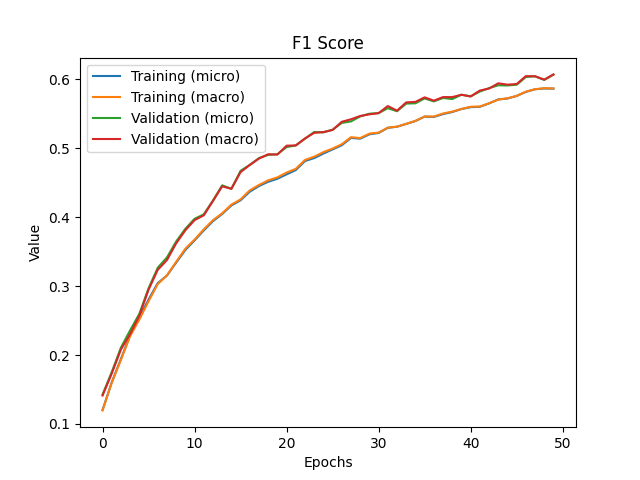 F1 Score
Training (micro)
Training (macro)
Validation (micro)
Validation (macro)
Value
0.6
0.5
0.4
0.3
0.2
0.1
0 10 20 30 40 50
Epochs